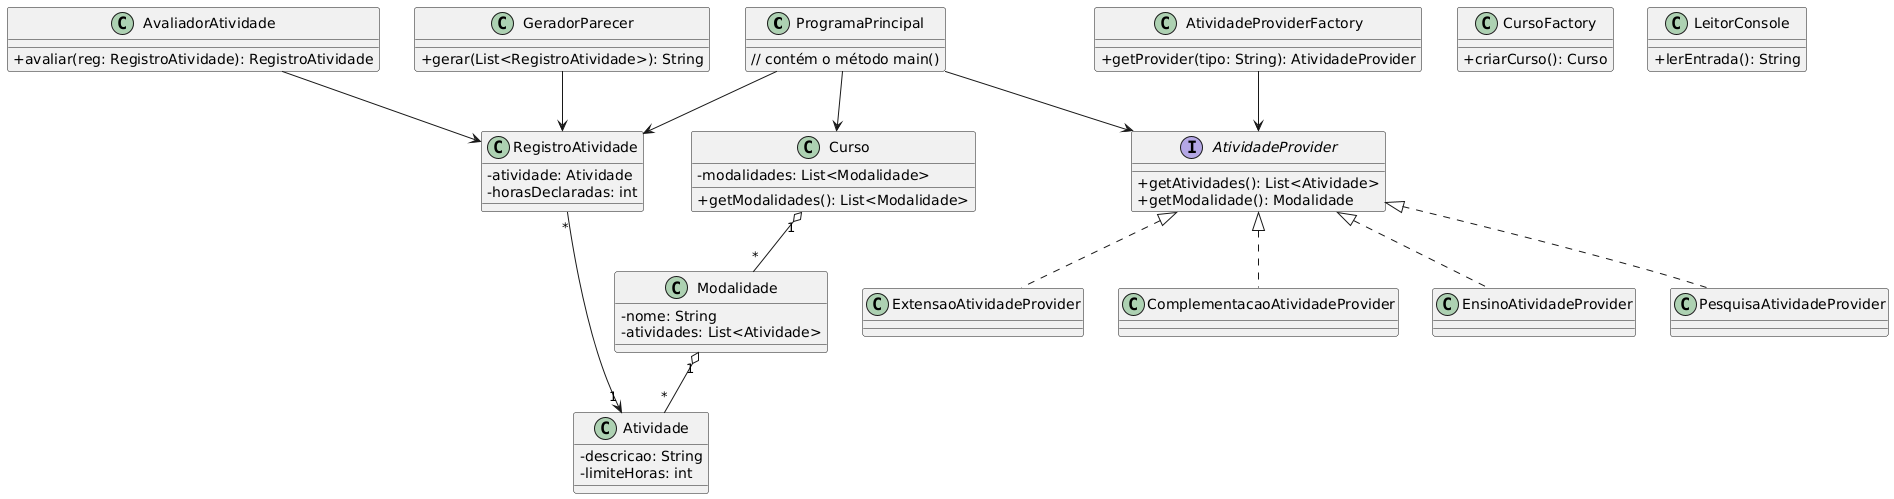 C AvaliadorAtividade
+avaliar(reg: RegistroAtividade): RegistroAtividade
C GeradorParecer
+gerar(List<RegistroAtividade>): String
C ProgramaPrincipal
// contém o método main()
C AtividadeProviderFactory
+getProvider(tipo: String): AtividadeProvider
C CursoFactory
+criarCurso(): Curso
C LeitorConsole
+lerEntrada(): String
C RegistroAtividade
-atividade: Atividade
-horasDeclaradas: int
C Curso
-modalidades: List<Modalidade>
+getModalidades(): List<Modalidade>
I AtividadeProvider
+getAtividades(): List<Atividade>
+getModalidade(): Modalidade
*
1
*
C Modalidade
-nome: String
-atividades: List<Atividade>
C ExtensaoAtividadeProvider
C ComplementacaoAtividadeProvider
C EnsinoAtividadeProvider
C PesquisaAtividadeProvider
1
1
*
C Atividade
-descricao: String
-limiteHoras: int